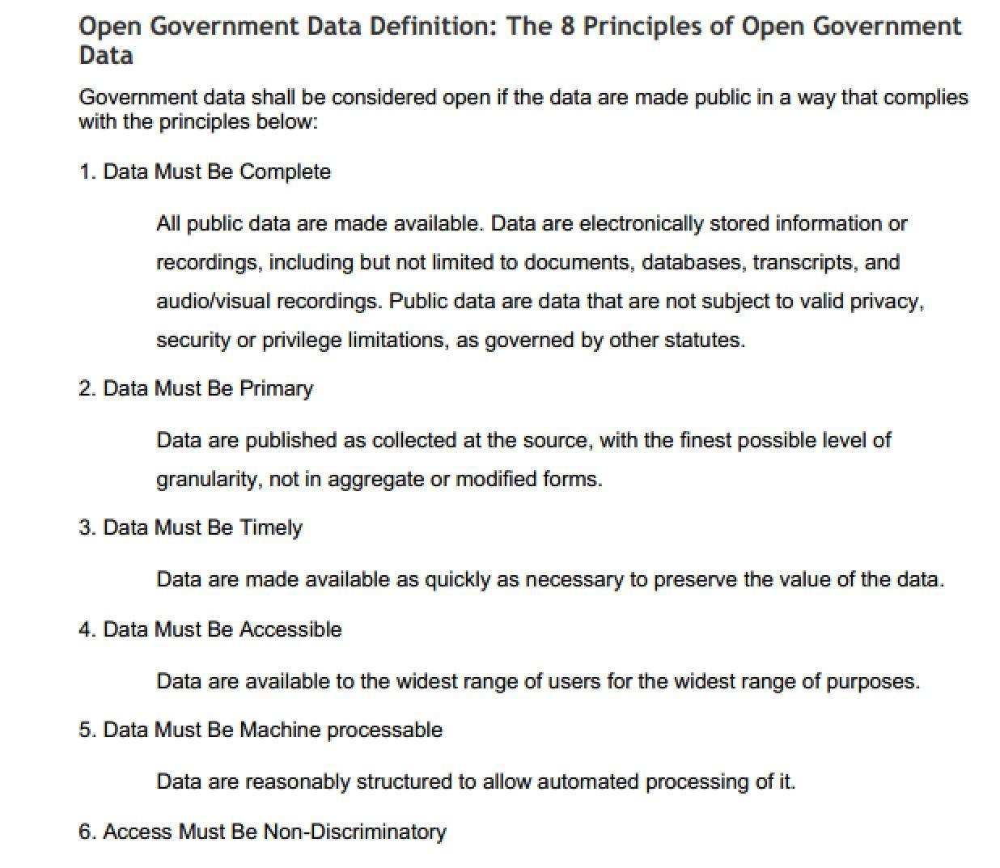 Open Government Data Definition: The 8 Principles of Open Government
Data
Government data shall be considered open if the data are made public in a way that complies
with the principles below:
1. Data Must Be Complete
All public data are made available. Data are electronically stored information or
recordings, including but not limited to documents, databases, transcripts, and
audio/visual recordings. Public data are data that are not subject to valid privacy,
security or privilege limitations, as governed by other statutes.
2. Data Must Be Primary
Data are published as collected at the source, with the finest possible level of
granularity, not in aggregate or modified forms.
3. Data Must Be Timely
Data are made available as quickly as necessary to preserve the value of the data.
4. Data Must Be Accessible
Data are available to the widest range of users for the widest range of purposes.
5. Data Must Be Machine processable
Data are reasonably structured to allow automated processing of it.
6. Access Must Be Non-Discriminatory